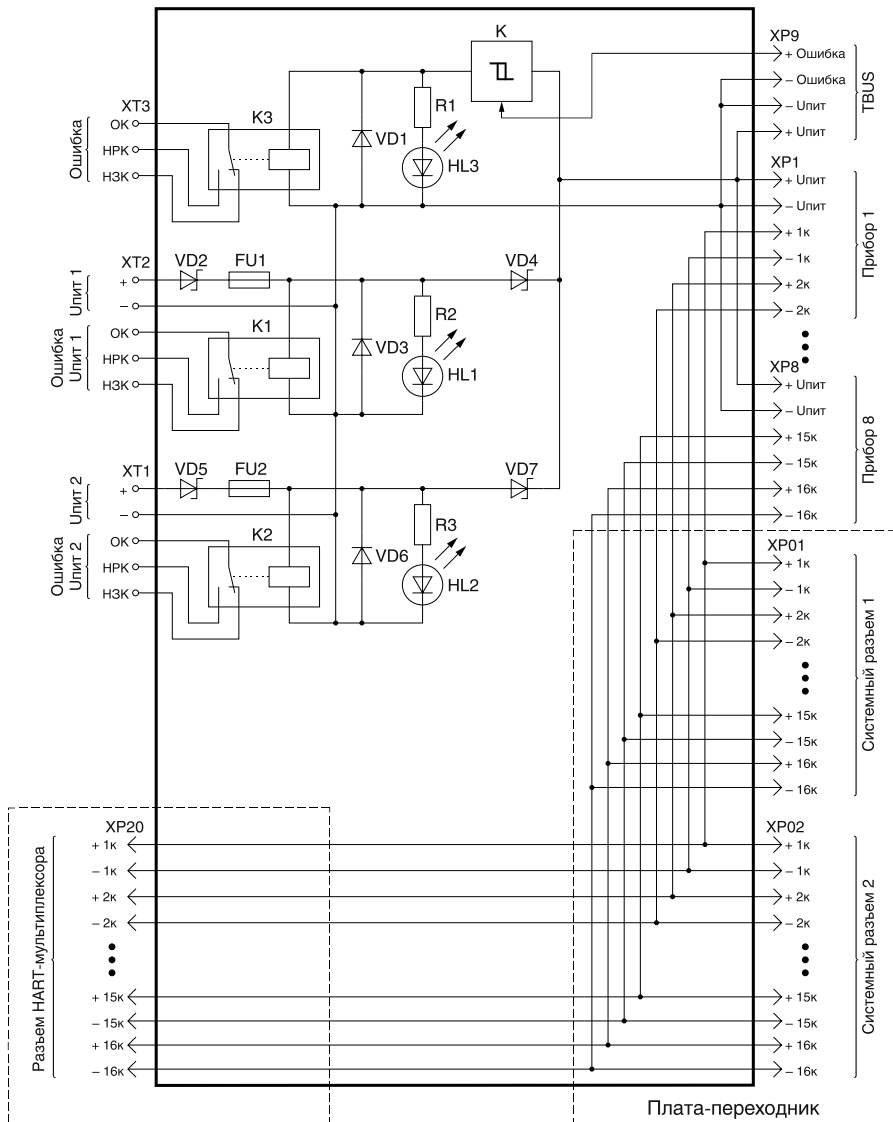 K
XP9
+ Ошибка
– Ошибка
– Uпит
+ Uпит
TBUS
XT3
ОК
НРК
НЗК
Ошибка
K3
VD1
R1
HL3
XP1
+ Uпит
– Uпит
+ 1к
– 1к
+ 2к
– 2к
Прибор 1
XT2
+
–
Uпит 1
VD2
FU1
VD4
ОК
НРК
НЗК
Ошибка
Uпит 1
K1
VD3
R2
HL1
XP8
+ Uпит
– Uпит
+ 15к
– 15к
+ 16к
– 16к
Прибор 8
XT1
+
–
Uпит 2
VD5
FU2
VD7
ОК
НРК
НЗК
Ошибка
Uпит 2
K2
VD6
R3
HL2
XP01
+ 1к
– 1к
+ 2к
– 2к
+ 15к
– 15к
+ 16к
– 16к
Системный разъем 1
XP20
+ 1к
– 1к
+ 2к
– 2к
+ 15к
– 15к
+ 16к
– 16к
Разъем HART-мультиплексора
XP02
+ 1к
– 1к
+ 2к
– 2к
+ 15к
– 15к
+ 16к
– 16к
Системный разъем 2
Плата-переходник